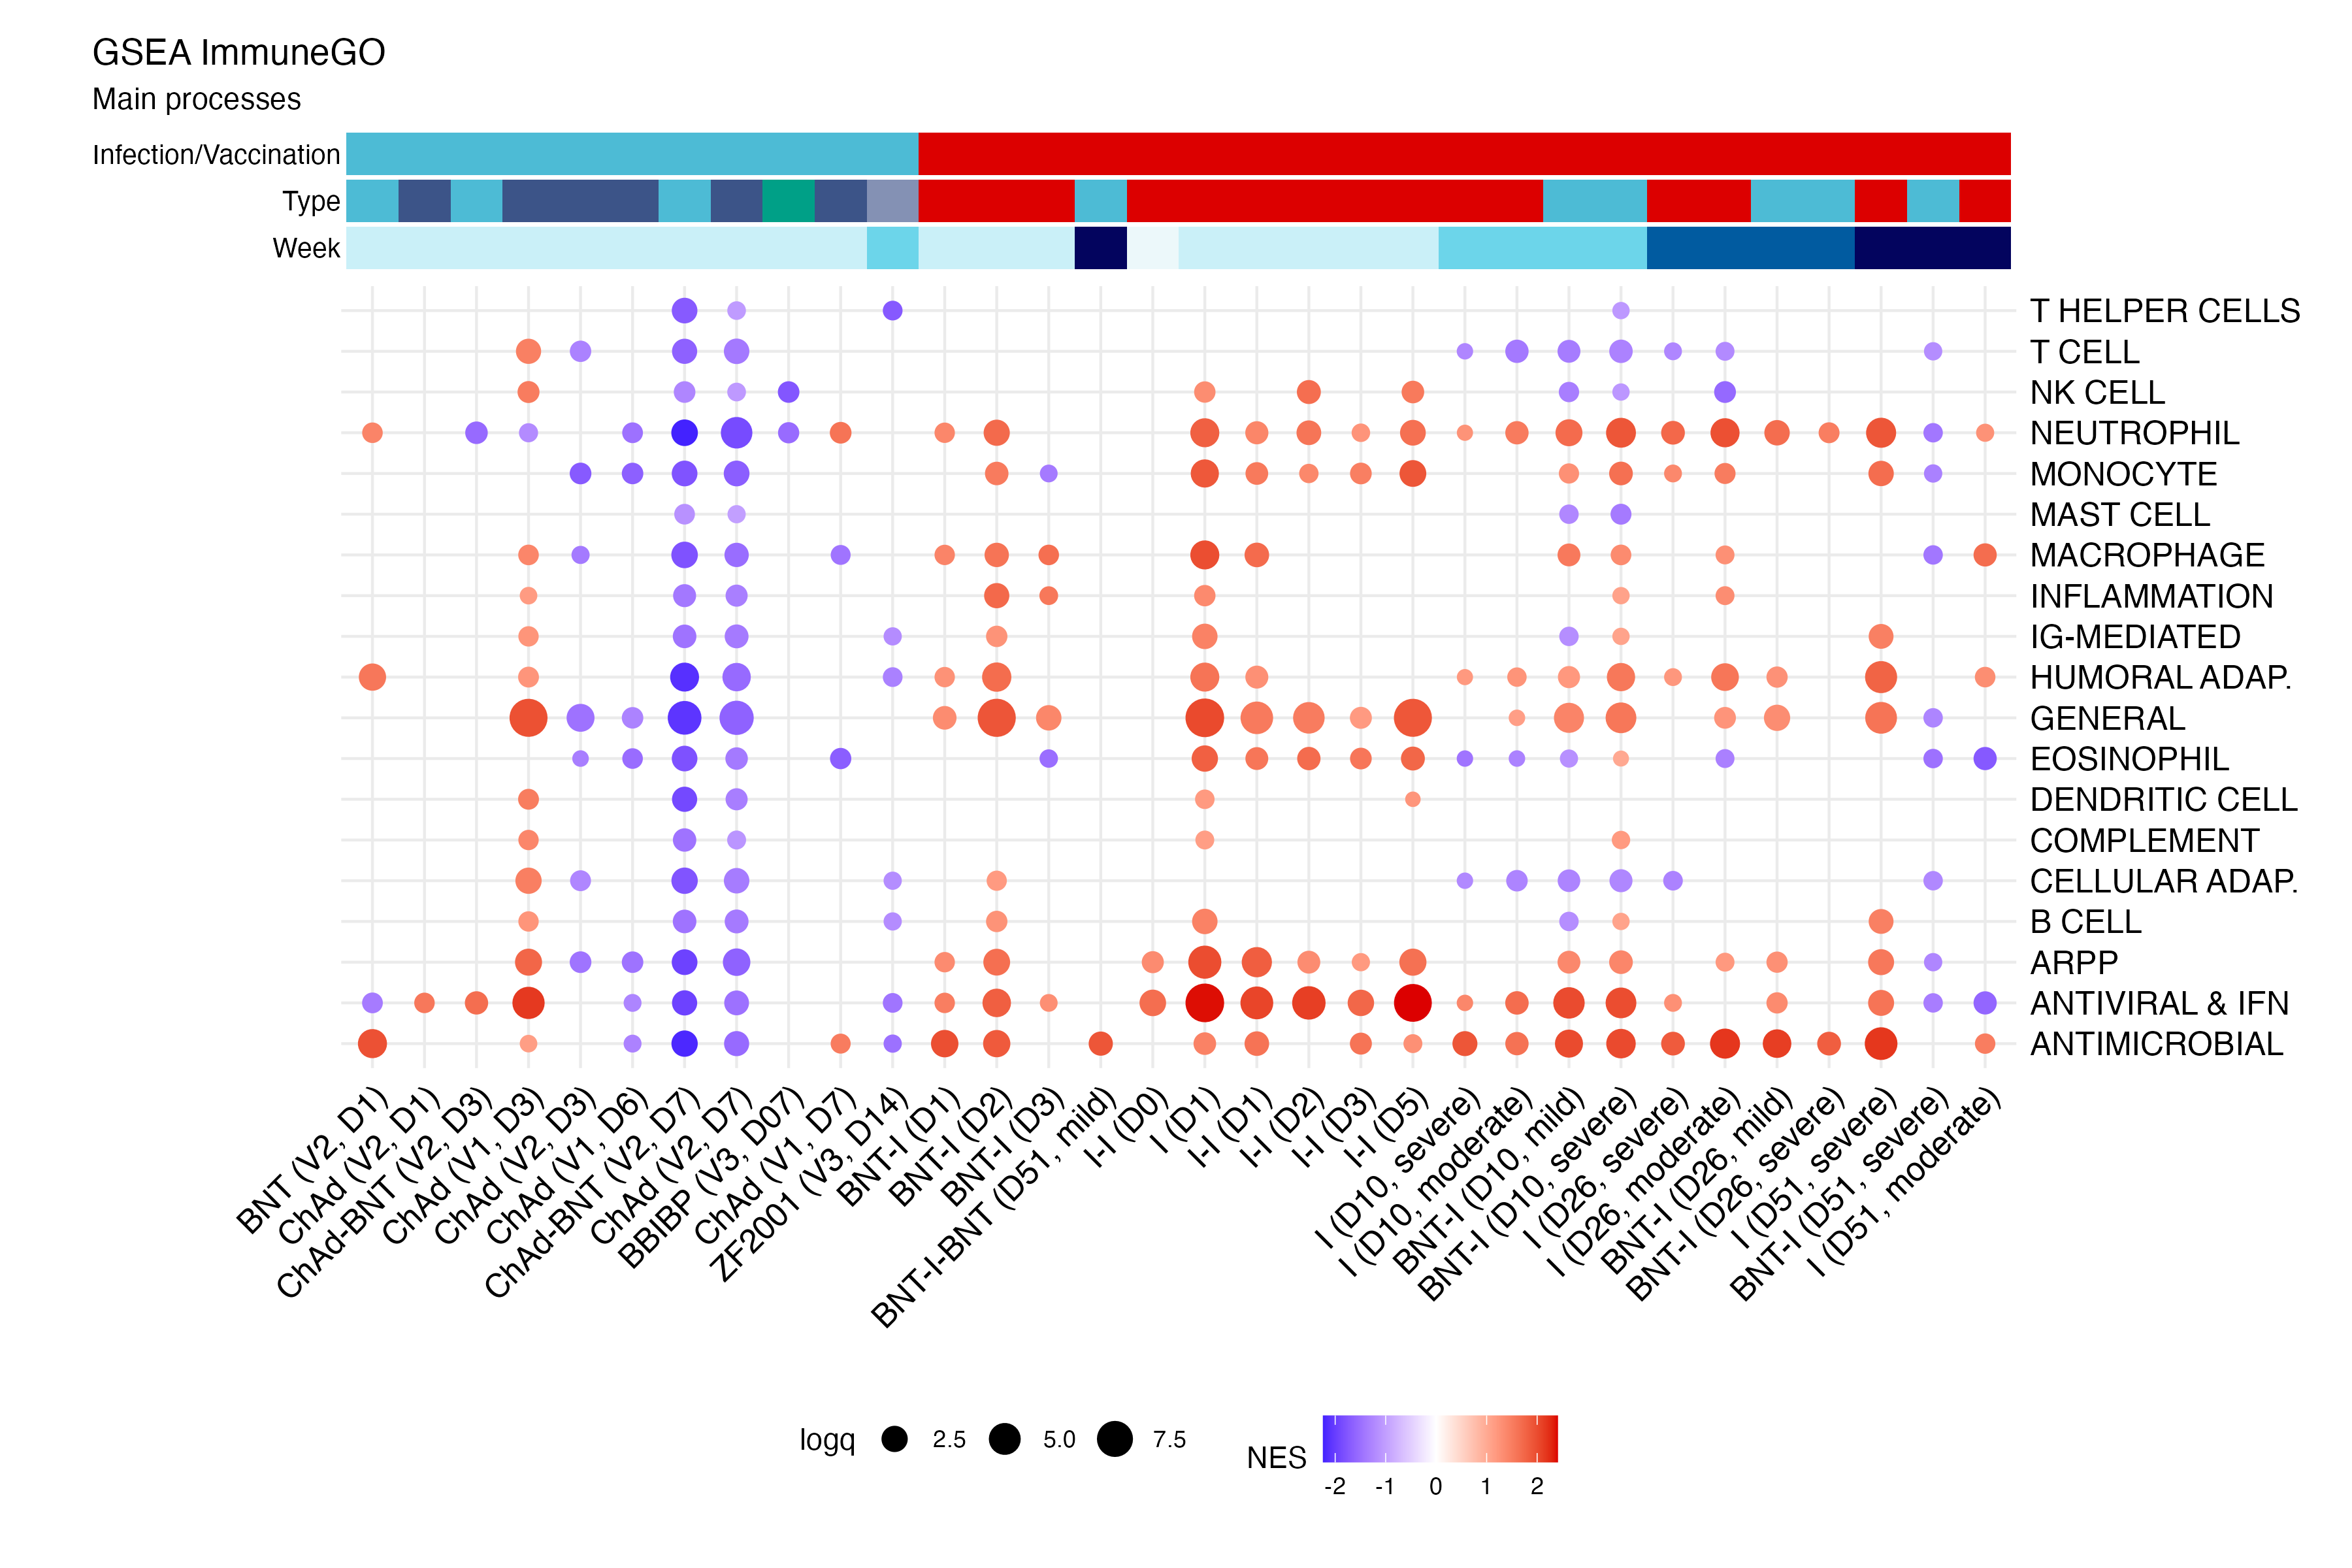 GSEA ImmuneGO
Main processes
Infection/Vaccination
Type
Week
T HELPER CELLS
T CELL
NK CELL
NEUTROPHIL
MONOCYTE
MAST CELL
MACROPHAGE
INFLAMMATION
IG-MEDIATED
HUMORAL ADAP.
GENERAL
EOSINOPHIL
DENDRITIC CELL
COMPLEMENT
CELLULAR ADAP.
B CELL
ARPP
ANTIVIRAL & IFN
ANTIMICROBIAL
BNT (V2, D1)
ChAd (V2, D1)
ChAd-BNT (V2, D3)
ChAd (V1, D3)
ChAd (V2, D3)
ChAd (V1, D6)
ChAd-BNT (V2, D7)
ChAd (V2, D7)
BBIBP (V3, D07)
ChAd (V1, D7)
ZF2001 (V3, D14)
BNT-I (D1)
BNT-I (D2)
BNT-I (D3)
BNT-I-BNT (D51, mild)
I-I (D0)
I (D1)
I-I (D1)
I-I (D2)
I-I (D3)
I-I (D5)
I (D10, severe)
I (D10, moderate)
BNT-I (D10, mild)
BNT-I (D10, severe)
I (D26, severe)
I (D26, moderate)
BNT-I (D26, mild)
BNT-I (D26, severe)
I (D51, severe)
BNT-I (D51, severe)
I (D51, moderate)
logq 2.5 5.0 7.5
NES
-2 -1 0 1 2